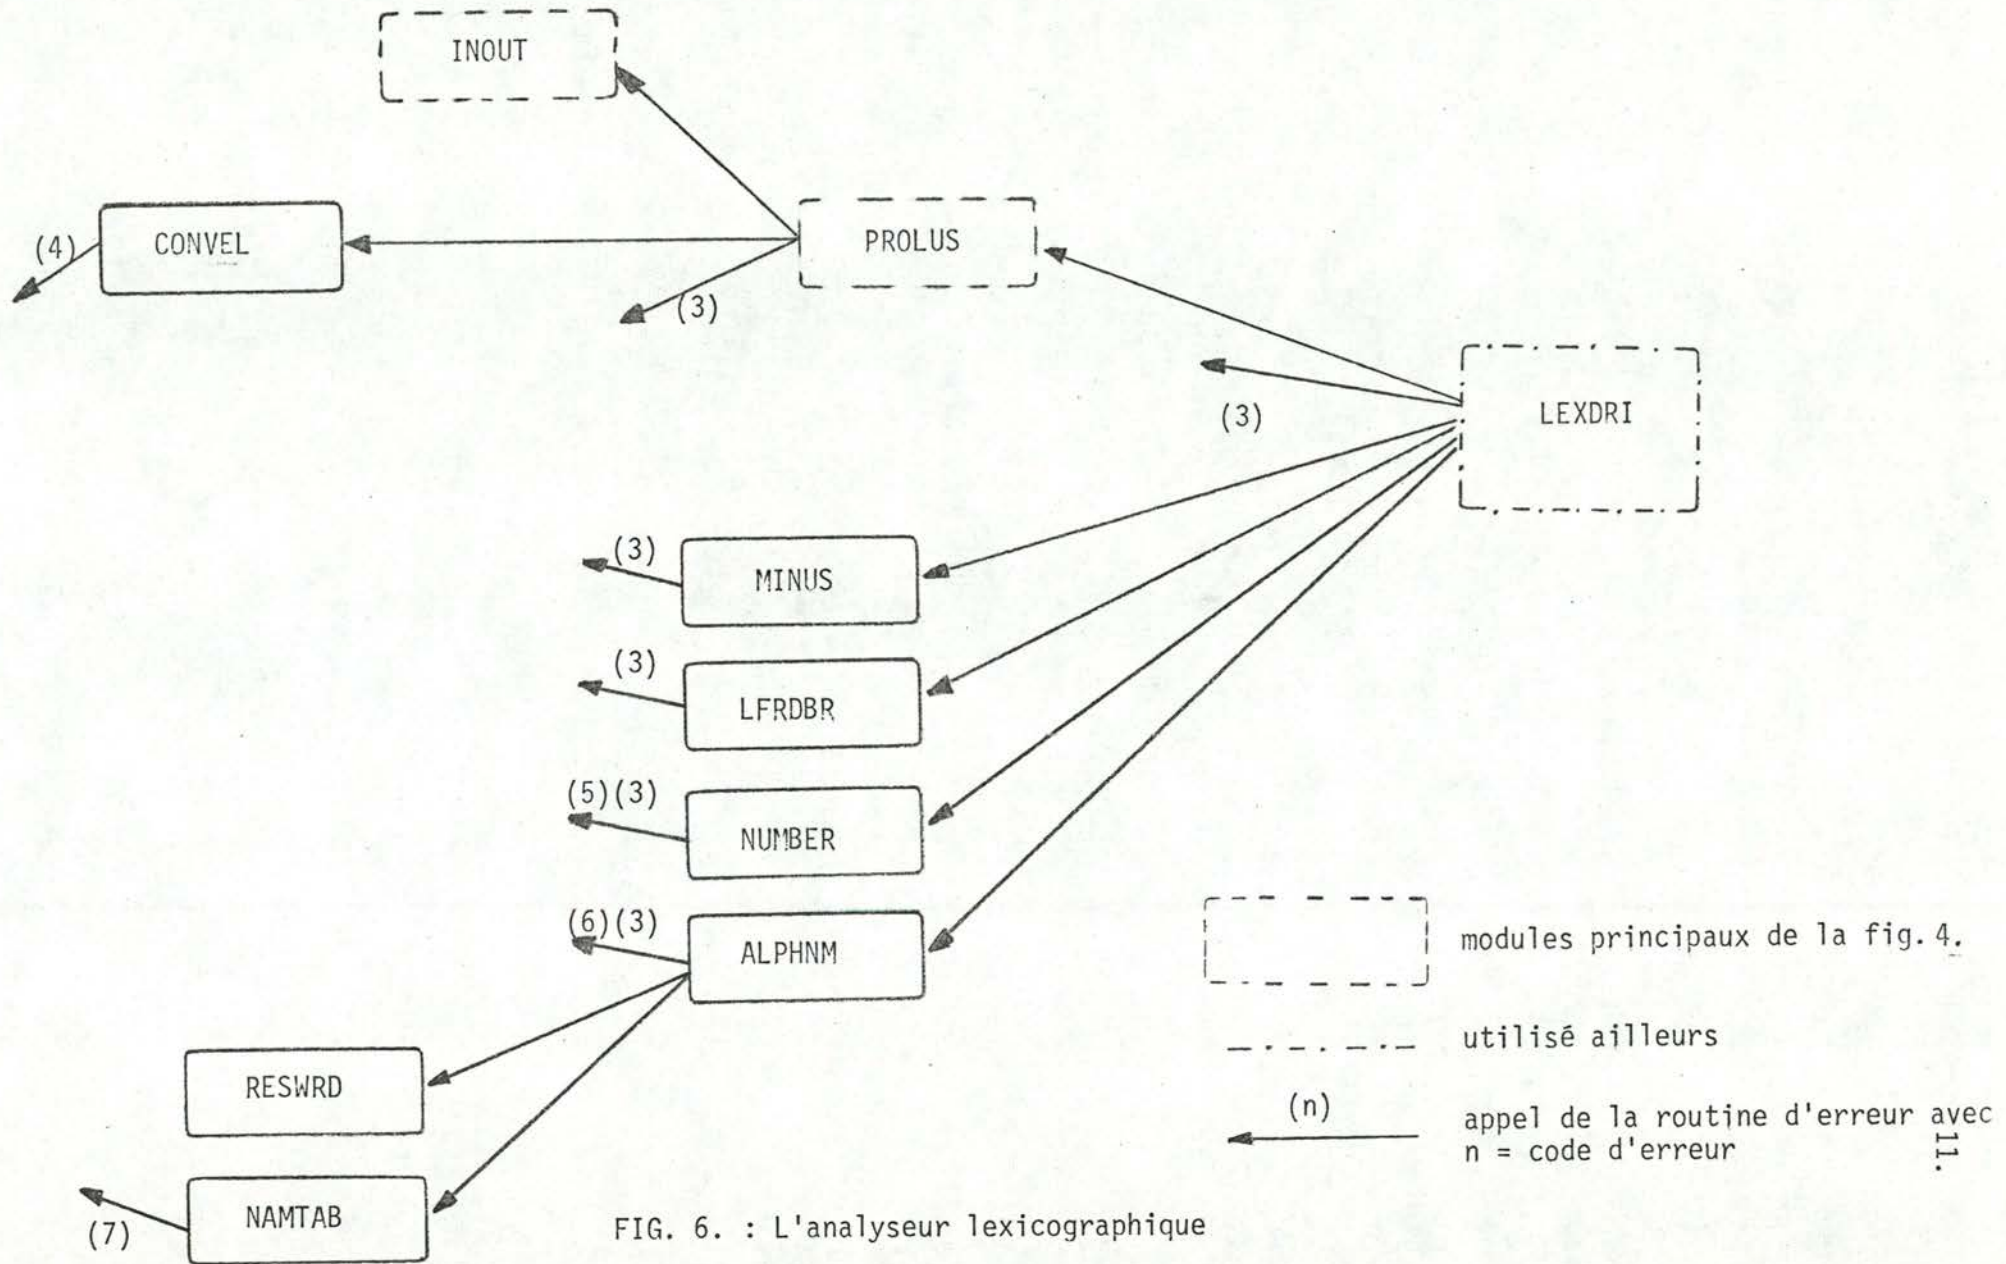 INOUT
(4)
CONVEL
PROLUS
(3)
(3)
LEXDRI
(3)
MINUS
(3)
LFRDBR
(5)(3)
NUMBER
(6)(3)
ALPHNM
RESWRD
(7)
NAMTAB
modules principaux de la fig. 4.
utilisé ailleurs
(n)
appel de la routine d'erreur avec
n = code d'erreur
11.
FIG. 6. : L'analyseur lexicographique